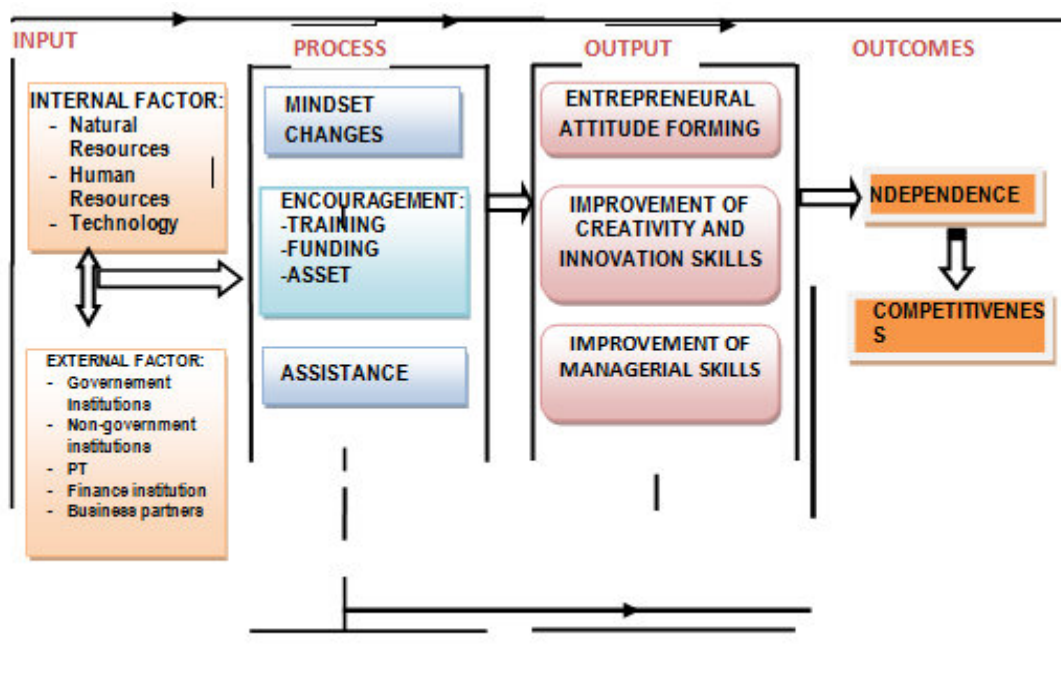 INPUT
PROCESS
OUTPUT
OUTCOMES
INTERNAL FACTOR:
- Natural
Resources
- Human
Resources
- Technology
EXTERNAL FACTOR:
- Governement
Institutions
- Non-government
institutions
- PT
- Finance institution
- Business partners
MINDSET
CHANGES
ENCOURAGEMENT:
-TRAINING
-FUNDING
-ASSET
ASSISTANCE
ENTREPRENEURAL
ATTITUDE FORMING
IMPROVEMENT OF
CREATIVITY AND
INNOVATION SKILLS
IMPROVEMENT OF
MANAGERIAL SKILLS
NDEPENDENCE
COMPETITIVENES
S